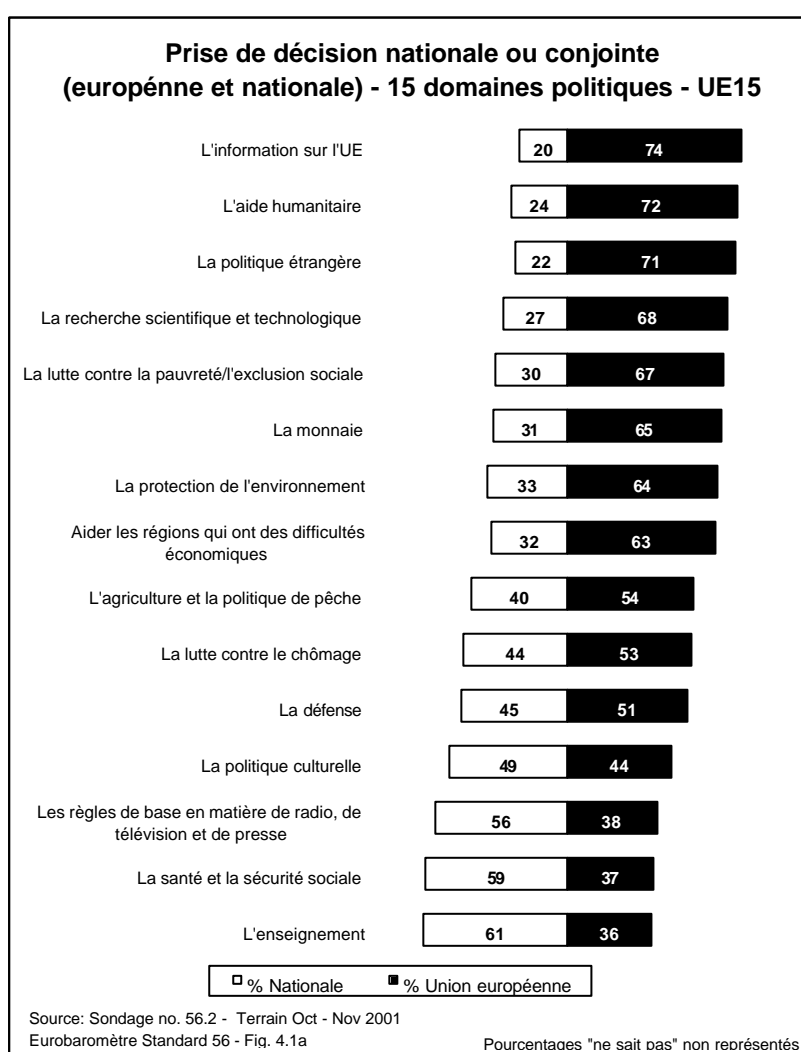 Prise de décision nationale ou conjointe
(europénne et nationale) - 15 domaines politiques - UE15
L'information sur l'UE 20 74
L'aide humanitaire 24 72
La politique étrangère 22 71
La recherche scientifique et technologique 27 68
La lutte contre la pauvreté/l'exclusion sociale 30 67
La monnaie 31 65
La protection de l'environnement 33 64
Aider les régions qui ont des difficultés
économiques 32 63
L'agriculture et la politique de pêche 40 54
La lutte contre le chômage 44 53
La défense 45 51
La politique culturelle 49 44
Les règles de base en matière de radio, de
télévision et de presse 56 38
La santé et la sécurité sociale 59 37
L'enseignement 61 36
% Nationale % Union européenne
Source: Sondage no. 56.2 - Terrain Oct - Nov 2001
Eurobaromètre Standard 56 - Fig. 4.1a
Pourcentages "ne sait pas" non représentés